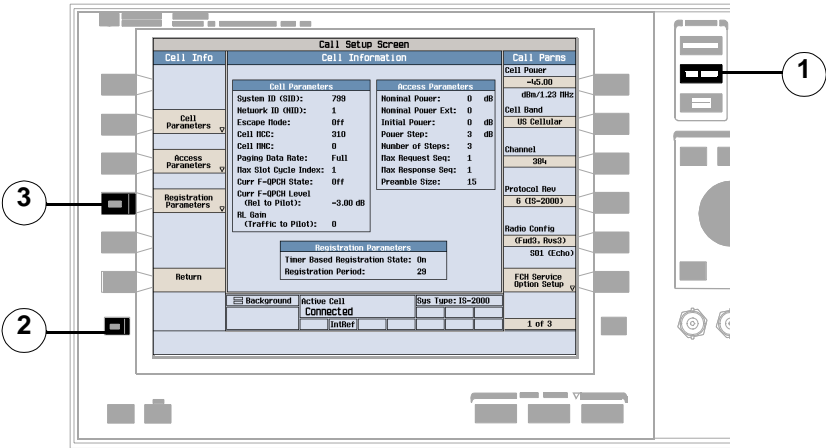 Call Setup Screen
Cell Info
Cell Information
Call Parms
Cell Parameters
Access Parameters
Registration Parameters
Return
Cell Parameters
System ID (SID): 799
Network ID (NID): 1
Escape Mode: Off
Cell MCC: 310
Cell MNC: 0
Paging Data Rate: Full
Max Slot Cycle Index: 1
Curr F-QPCH State: Off
Curr F-QPCH Level
(Rel to Pilot): -3.00 dB
RL Gain
(Traffic to Pilot): 0
Access Parameters
Nominal Power: 0 dB
Nominal Power Ext: 0
Initial Power: 0 dB
Power Step: 3 dB
Number of Steps: 3
Max Request Seq: 1
Max Response Seq: 1
Preamble Size: 15
Registration Parameters
Timer Based Registration State: On
Registration Period: 29
Cell Power
-45.00
dBm/1.23 MHz
Cell Band
US Cellular
Channel
384
Protocol Rev
6 (IS-2000)
Radio Config
(Fwd3, Rvs3)
SO1 (Echo)
FCH Service
Option Setup
1 of 3
Background
Active Cell
Connected
Sys Type: IS-2000
IntRef
1
2
3